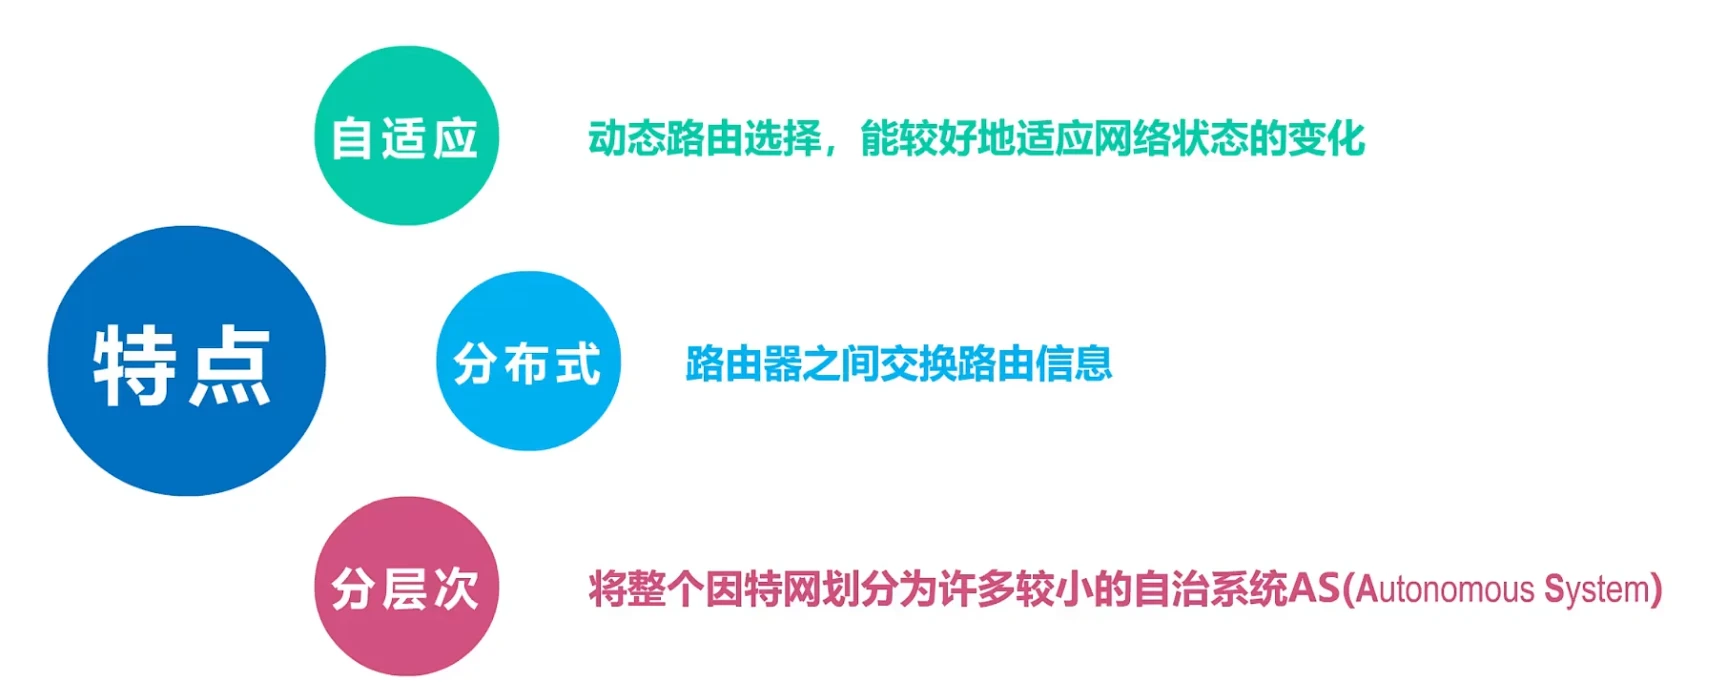 特点
自适应
动态路由选择，能较好地适应网络状态的变化
分布式
路由器之间交换路由信息
分层次
将整个因特网划分为许多较小的自治系统AS(Autonomous System)